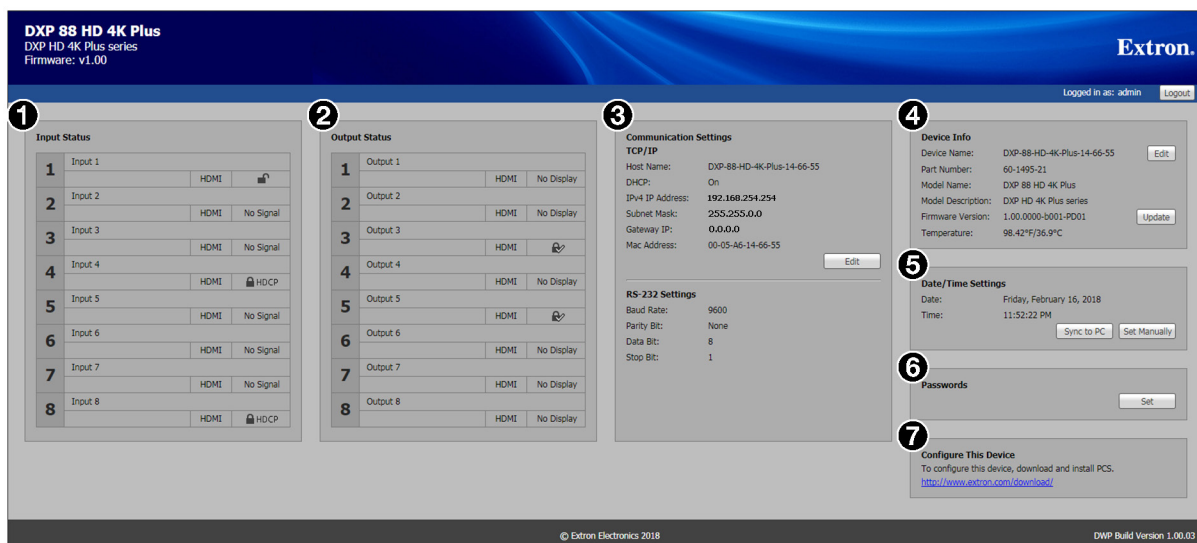 DXP 88 HD 4K Plus
DXP HD 4K Plus series
Firmware: v1.00
Extron.
Logged in as: admin Logout
1
Input Status
1 Input 1
HDMI
2 Input 2
HDMI No Signal
3 Input 3
HDMI No Signal
4 Input 4
HDMI HDCP
5 Input 5
HDMI No Signal
6 Input 6
HDMI No Signal
7 Input 7
HDMI No Signal
8 Input 8
HDMI HDCP
2
Output Status
1 Output 1
HDMI No Display
2 Output 2
HDMI No Display
3 Output 3
HDMI
4 Output 4
HDMI No Display
5 Output 5
HDMI
6 Output 6
HDMI No Display
7 Output 7
HDMI No Display
8 Output 8
HDMI No Display
3
Communication Settings
TCP/IP
Host Name: DXP-88-HD-4K-Plus-14-66-55
DHCP: On
IPv4 IP Address: 192.168.254.254
Subnet Mask: 255.255.0.0
Gateway IP: 0.0.0.0
Mac Address: 00-05-A6-14-66-55
Edit
RS-232 Settings
Baud Rate: 9600
Parity Bit: None
Data Bit: 8
Stop Bit: 1
4
Device Info
Device Name: DXP-88-HD-4K-Plus-14-66-55 Edit
Part Number: 60-1495-21
Model Name: DXP 88 HD 4K Plus
Model Description: DXP HD 4K Plus series
Firmware Version: 1.00.0000-b001-PD01 Update
Temperature: 98.42°F/36.9°C
5
Date/Time Settings
Date: Friday, February 16, 2018
Time: 11:52:22 PM
Sync to PC Set Manually
6
Passwords
Set
7
Configure This Device
To configure this device, download and install PCS.
http://www.extron.com/download/
© Extron Electronics 2018
DWP Build Version 1.00.03